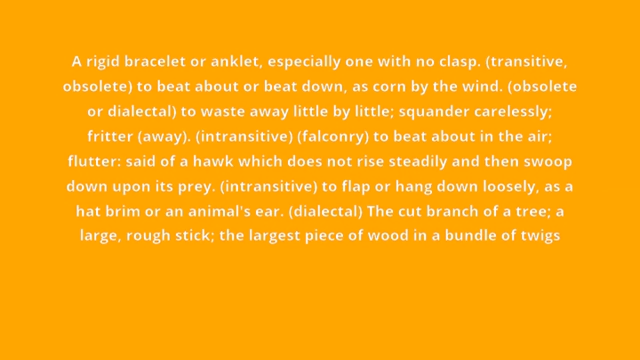 A rigid bracelet or anklet, especially one with no clasp. (transitive,
obsolete) to beat about or beat down, as corn by the wind. (obsolete
or dialectal) to waste away little by little; squander carelessly;
fritter (away). (intransitive) (falconry) to beat about in the air;
flutter: said of a hawk which does not rise steadily and then swoop
down upon its prey. (intransitive) to flap or hang down loosely, as a
hat brim or an animal's ear. (dialectal) The cut branch of a tree; a
large, rough stick; the largest piece of wood in a bundle of twigs